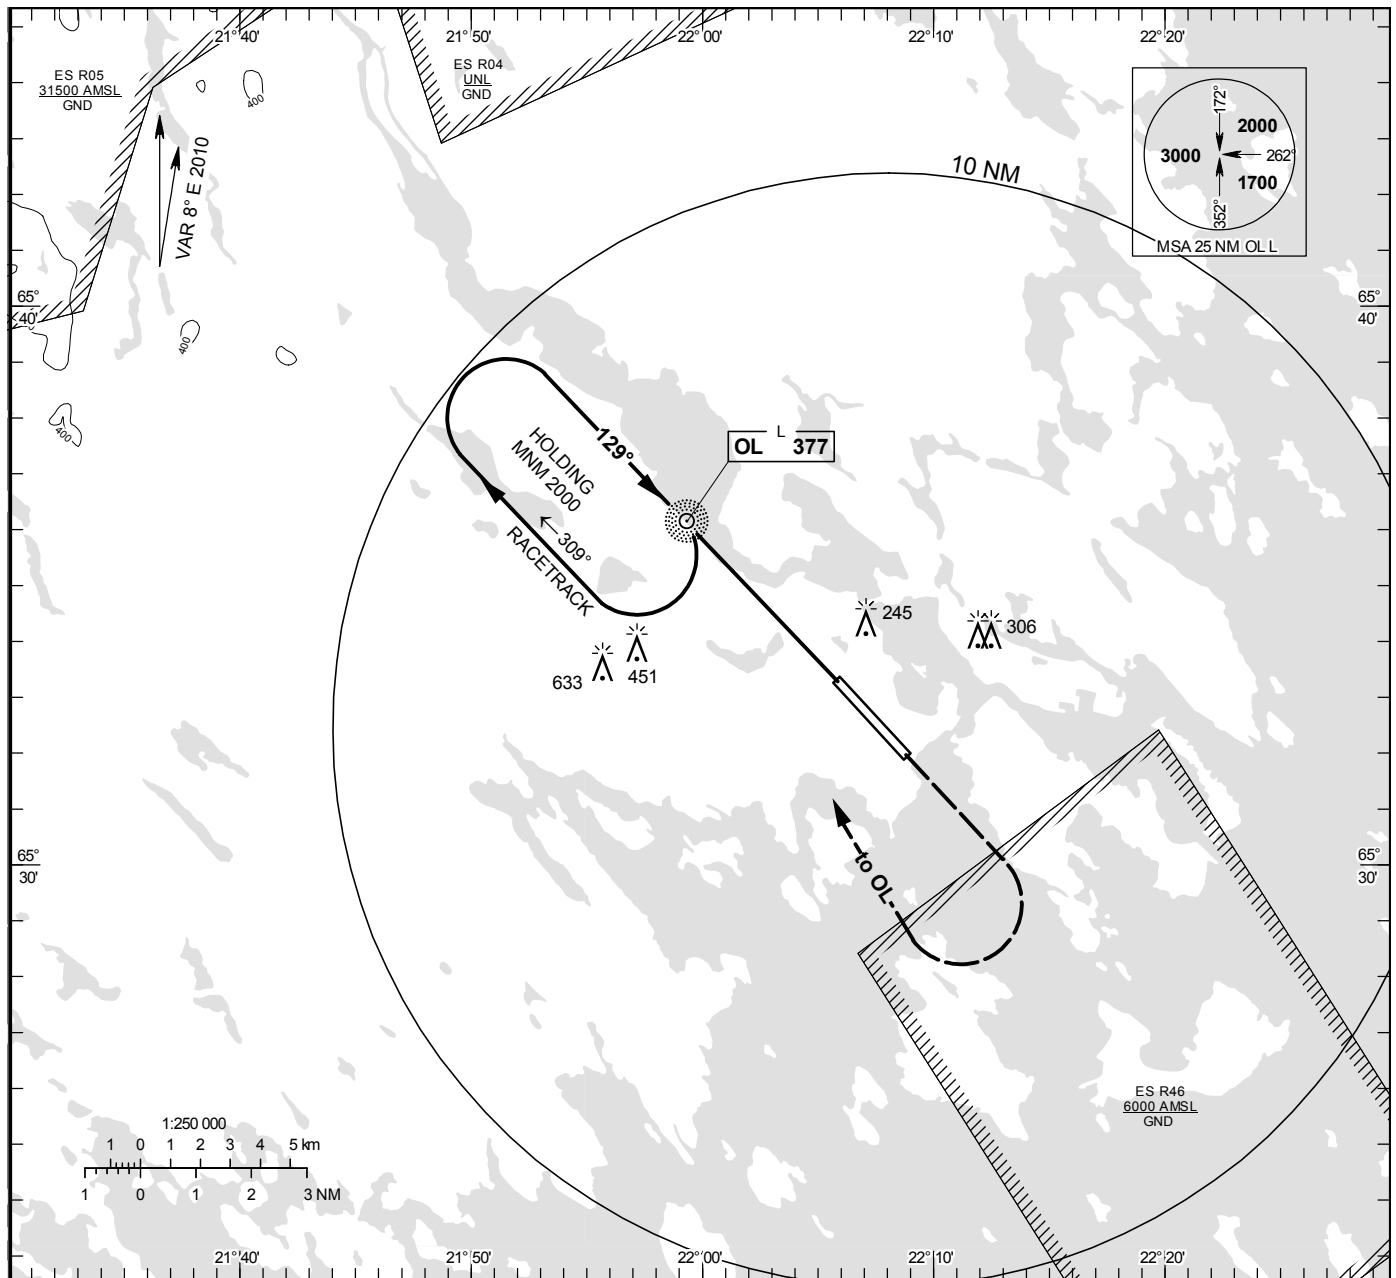 21°40'
21°50'
22°00'
22°10'
22°20'
ES R05
31500 AMSL
GND
ES R04
UNL
GND
400
VAR 8° E 2010
172°
2000
3000
262°
1700
352°
MSA 25 NM OL L
10 NM
65°
40'
65°
40'
400
400
129°
HOLDING
MNM 2000
309°
RACETRACK
L
OL 377
245
306
633
451
to OL
65°
30'
65°
30'
ES R46
6000 AMSL
GND
1:250 000
1 0 1 2 3 4 5 km
1 0 1 2 3 NM
21°40'
21°50'
22°00'
22°10'
22°20'